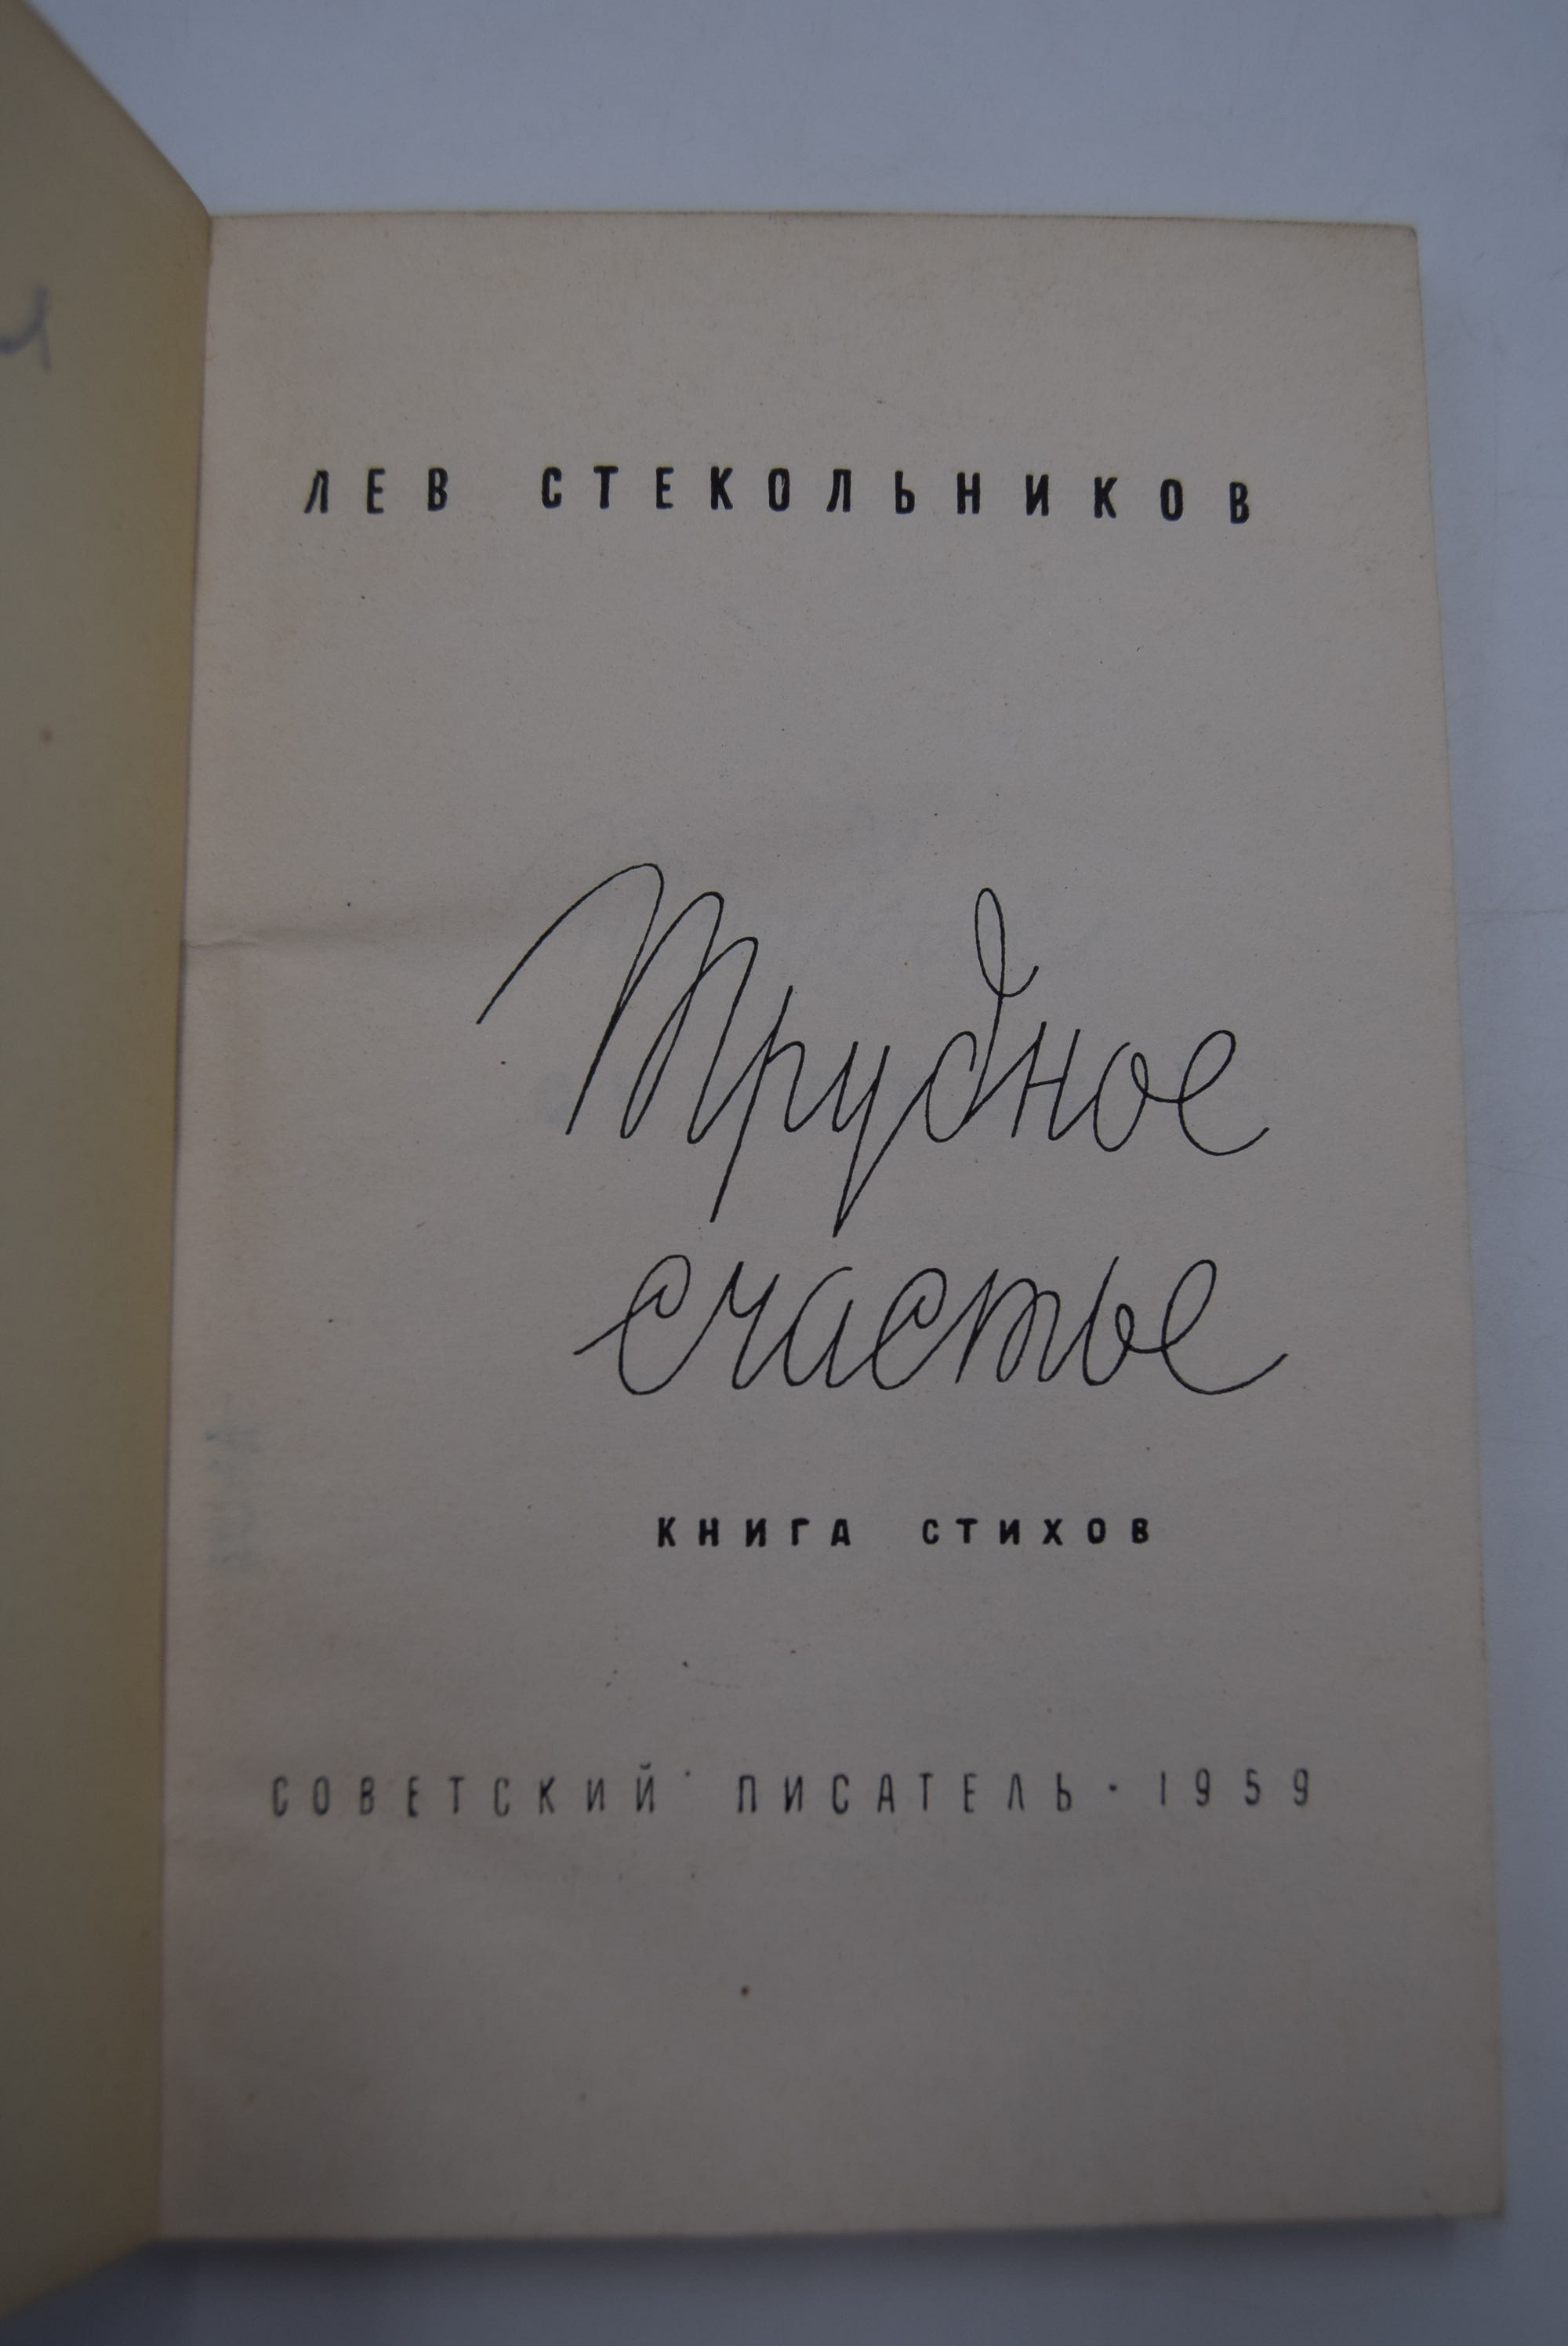 ЛЕВ СТЕКОЛЬНИКОВ
Трудное
счастье
КНИГА СТИХОВ
СОВЕТСКИЙ ПИСАТЕЛЬ · 1959